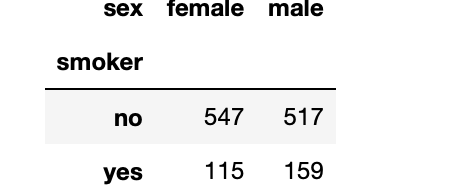 sex female male
smoker
no 547 517
yes 115 159